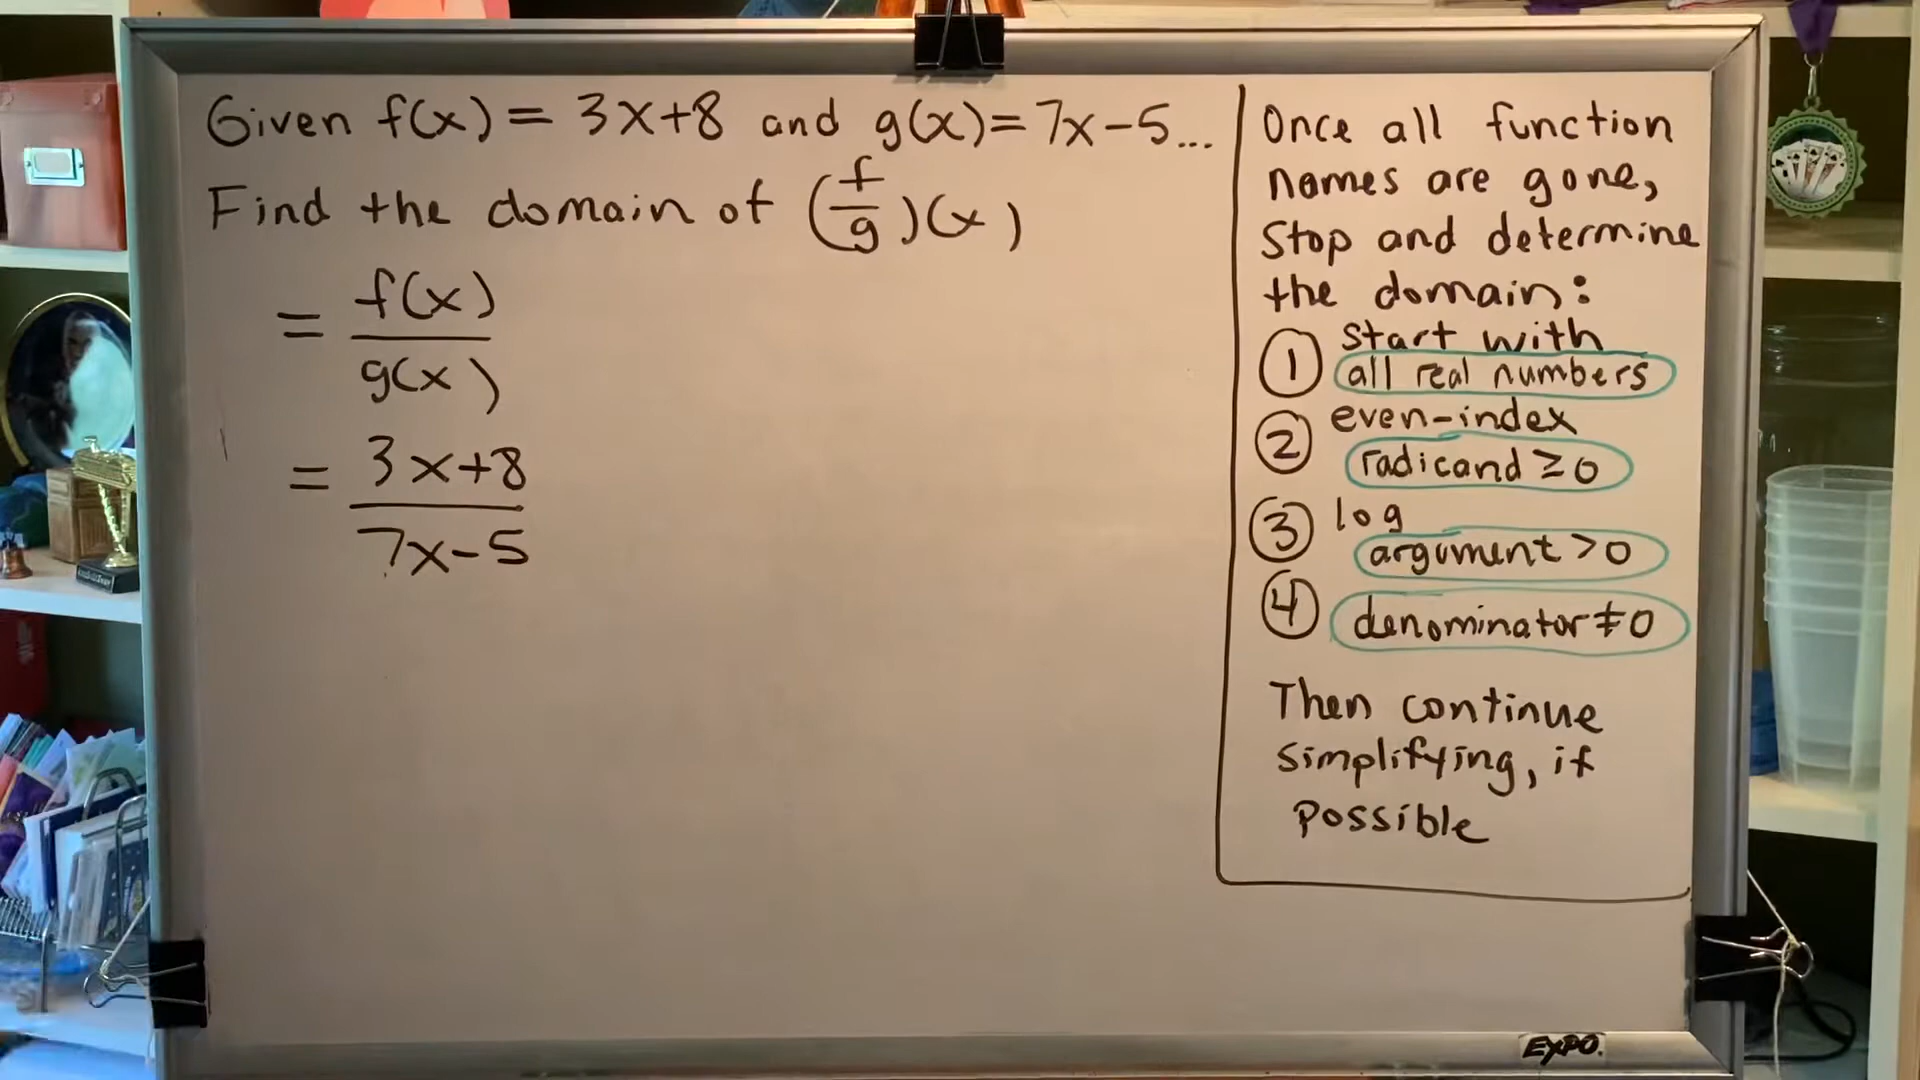 Given f(x) = 3x+8 and g(x) = 7x-5...
Find the domain of (f/g)(x)
= f(x)/g(x)
= 3x+8/7x-5
Once all function
names are gone,
Stop and determine
the domain:
① Start with
all real numbers
② even-index
radicand ≥ 0
③ log
argument > 0
④ denominator ≠ 0
Then continue
simplifying, if
possible
EXPO.